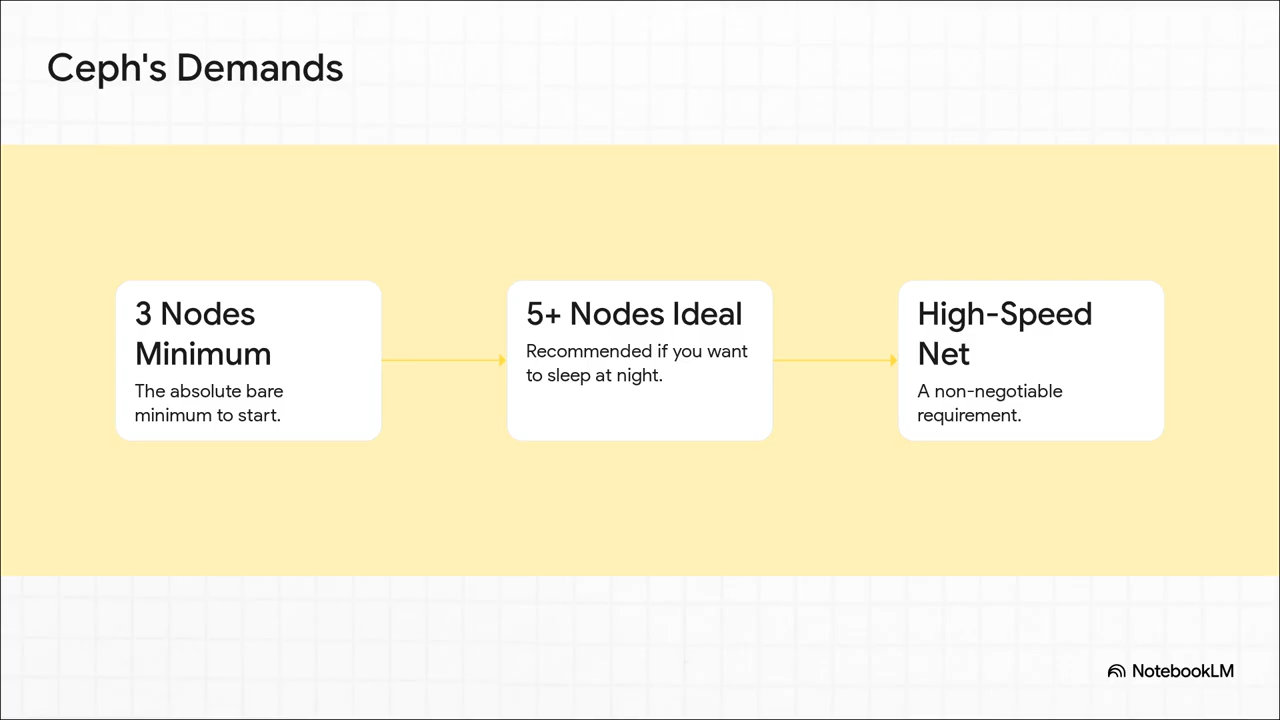 Ceph's Demands
3 Nodes
Minimum
The absolute bare
minimum to start.
5+ Nodes Ideal
Recommended if you want
to sleep at night.
High-Speed
Net
A non-negotiable
requirement.
NotebookLM